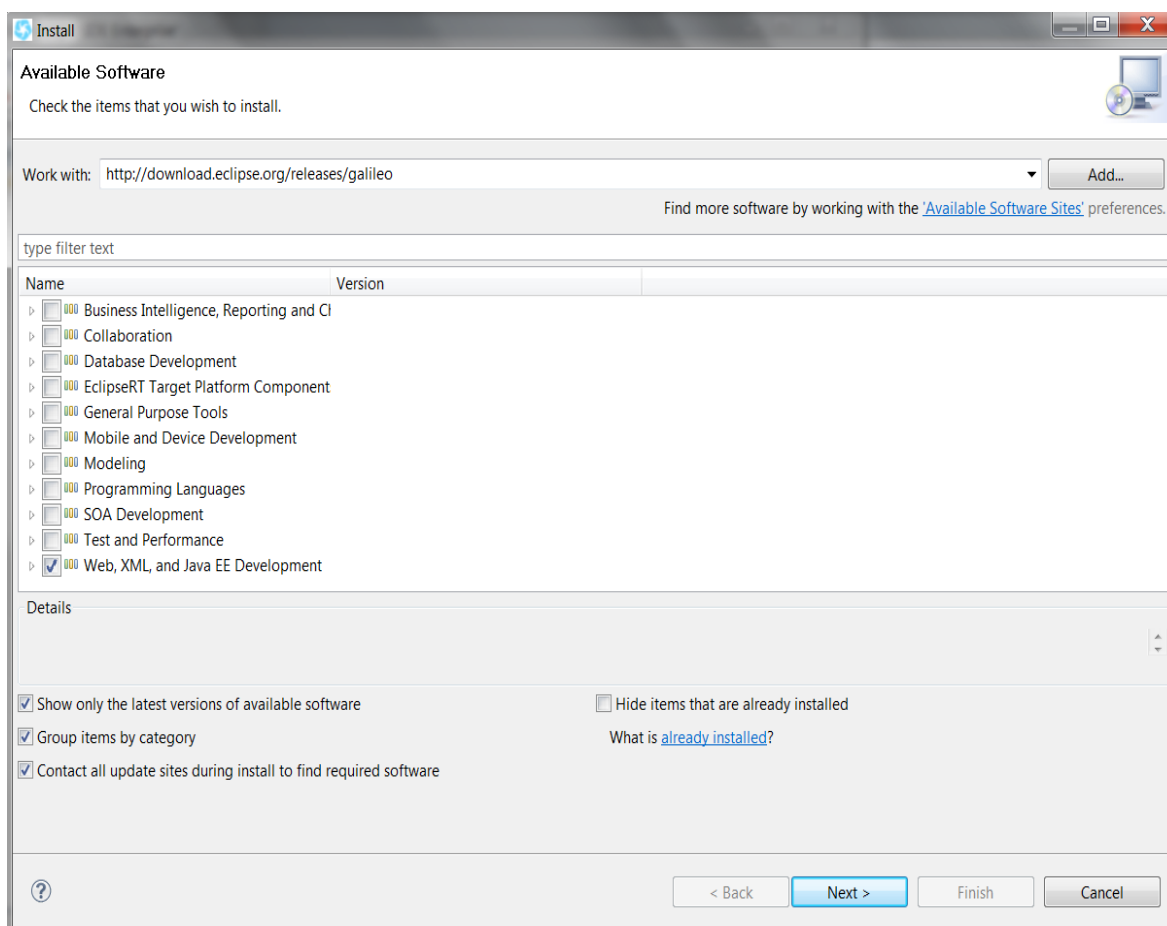 Install
Available Software
Check the items that you wish to install.
Work with: http://download.eclipse.org/releases/galileo Add...
Find more software by working with the 'Available Software Sites' preferences.
type filter text
Name Version
Business Intelligence, Reporting and Cl
Collaboration
Database Development
EclipseRT Target Platform Component
General Purpose Tools
Mobile and Device Development
Modeling
Programming Languages
SOA Development
Test and Performance
Web, XML, and Java EE Development
Details
Show only the latest versions of available software Hide items that are already installed
Group items by category What is already installed?
Contact all update sites during install to find required software
< Back Next > Finish Cancel